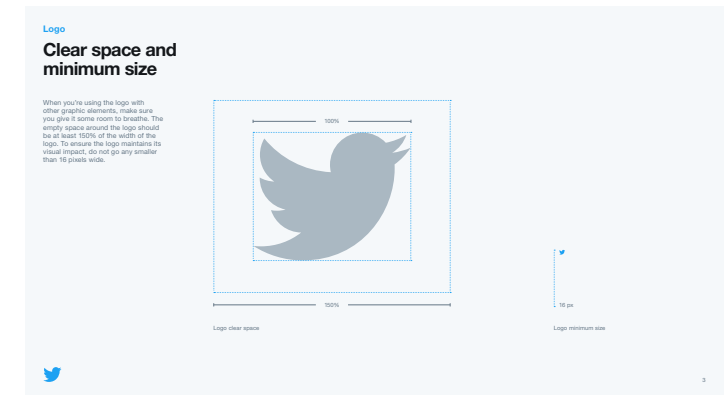 Logo
Clear space and
minimum size
When you're using the logo with
other graphic elements, make sure
you give it some room to breathe. The
empty space around the logo should
be at least 150% of the width of the
logo. To ensure the logo maintains its
visual impact, do not go any smaller
than 16 pixels wide.
100%
16 px
150%
Logo clear space
Logo minimum size
3